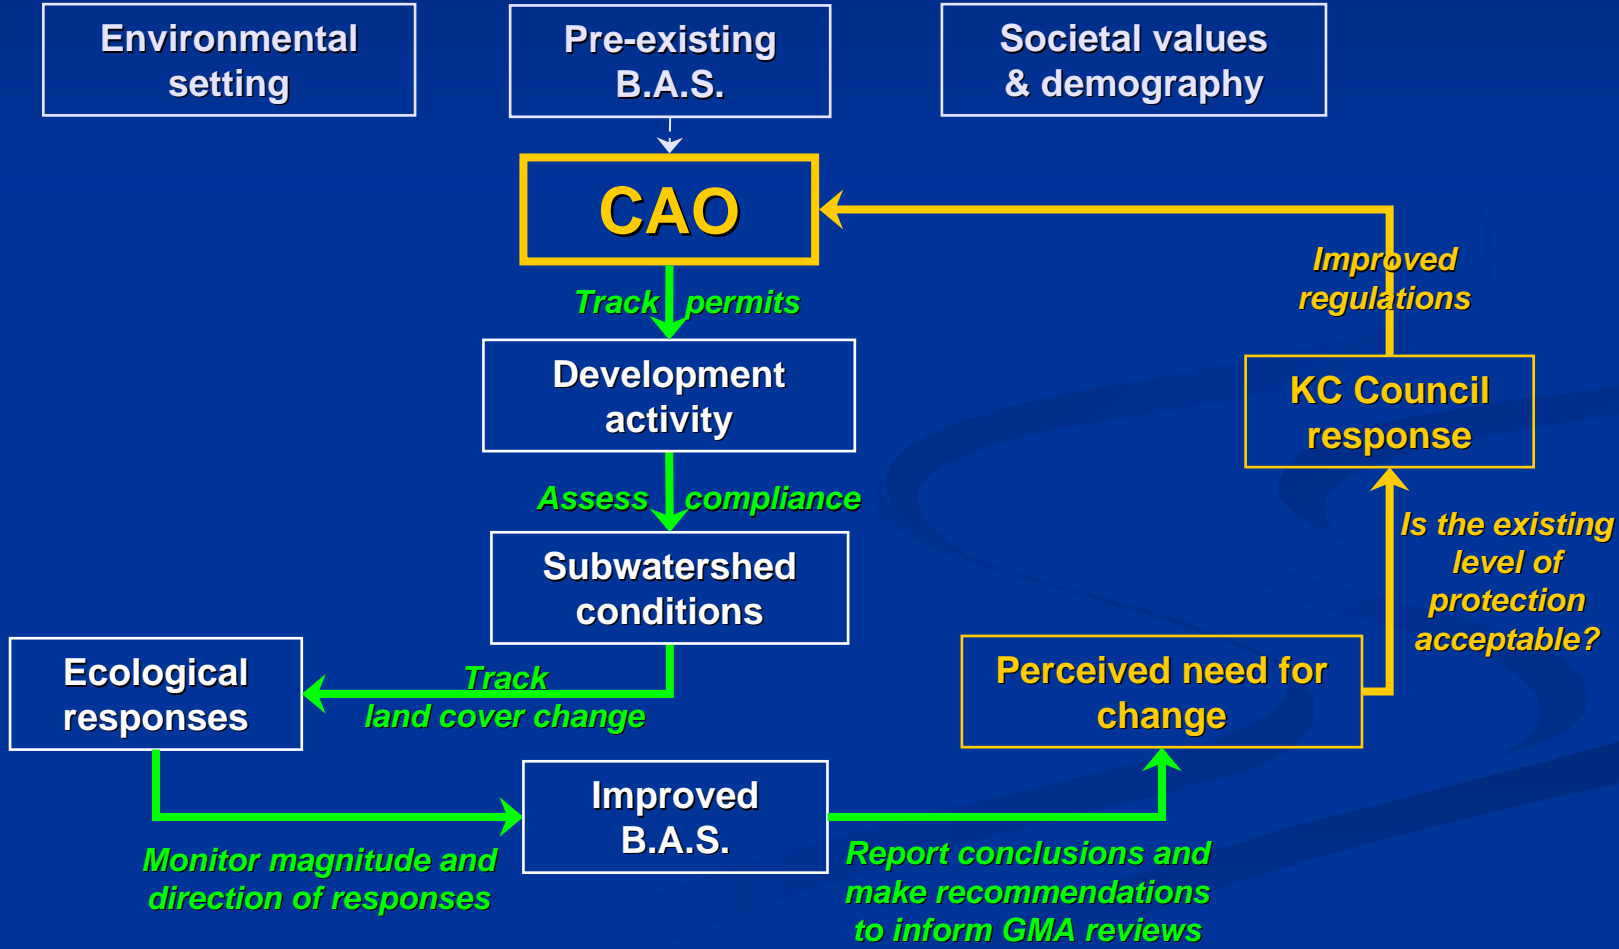 Environmental
setting
Pre-existing
B.A.S.
Societal values
& demography
CAO
Track permits
Development
activity
Assess compliance
Subwatershed
conditions
Track
land cover change
Ecological
responses
Monitor magnitude and
direction of responses
Improved
B.A.S.
Report conclusions and
make recommendations
to inform GMA reviews
Perceived need for
change
Is the existing
level of
protection
acceptable?
KC Council
response
Improved
regulations